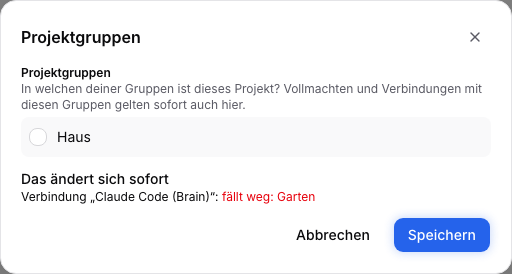 Projektgruppen
Projektgruppen
In welchen deiner Gruppen ist dieses Projekt? Vollmachten und Verbindungen mit
diesen Gruppen gelten sofort auch hier.
Haus
Das ändert sich sofort
Verbindung „Claude Code (Brain)“: fällt weg: Garten
Abbrechen
Speichern